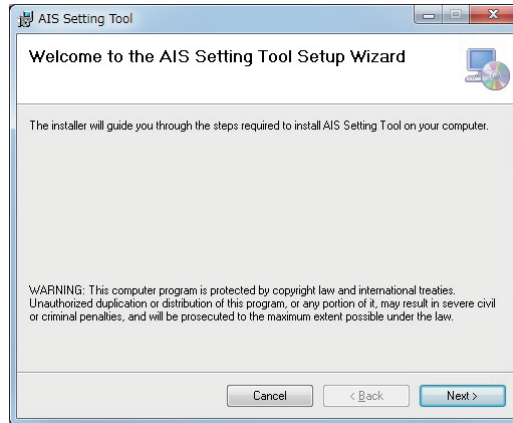 AIS Setting Tool
Welcome to the AIS Setting Tool Setup Wizard
The installer will guide you through the steps required to install AIS Setting Tool on your computer.
WARNING: This computer program is protected by copyright law and international treaties.
Unauthorized duplication or distribution of this program, or any portion of it, may result in severe civil
or criminal penalties, and will be prosecuted to the maximum extent possible under the law.
Cancel < Back Next >